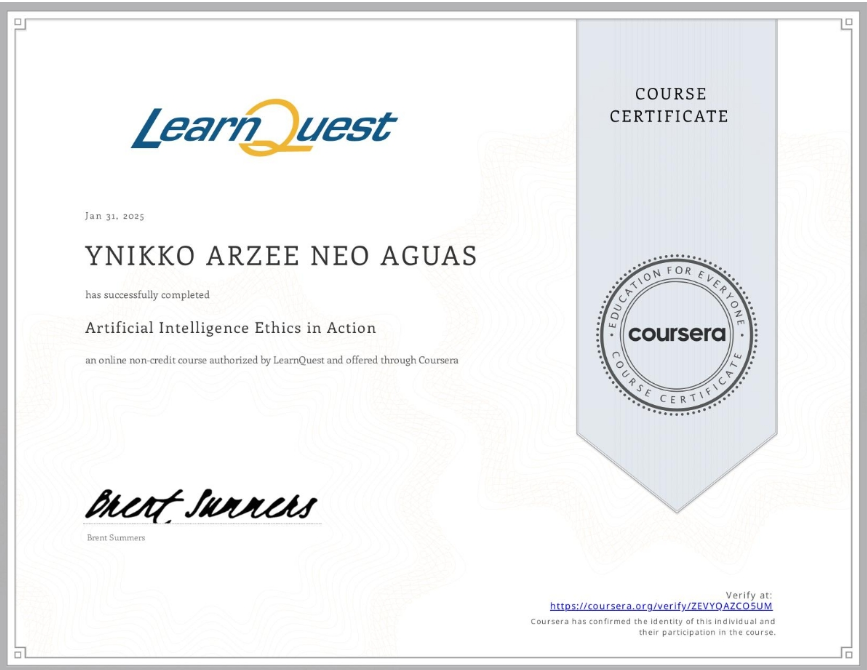 LearnQuest
COURSE
CERTIFICATE
Jan 31, 2025
YNIKKO ARZEE NEO AGUAS
has successfully completed
Artificial Intelligence Ethics in Action
an online non-credit course authorized by LearnQuest and offered through Coursera
EDUCATION FOR EVERYONE
coursera
COURSE CERTIFICATE
Brent Summers
Brent Summers
Verify at:
https://coursera.org/verify/ZEVYQAZCO5UM
Coursera has confirmed the identity of this individual and
their participation in the course.